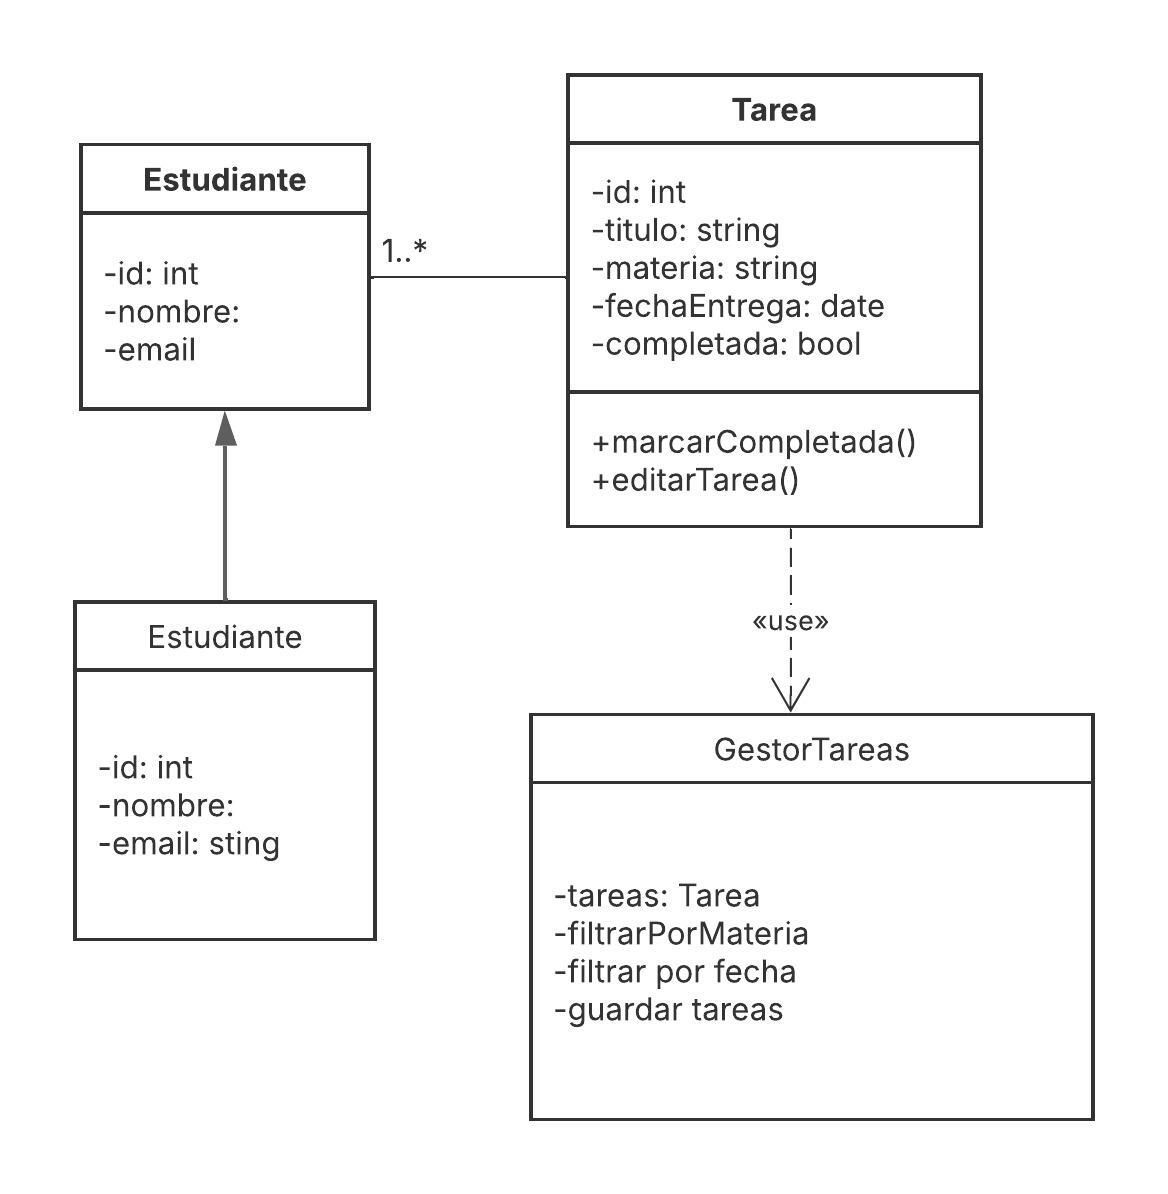 Estudiante
-id: int
-nombre:
-email
1..*
Tarea
-id: int
-titulo: string
-materia: string
-fechaEntrega: date
-completada: bool
+marcarCompletada()
+editarTarea()
«use»
Estudiante
-id: int
-nombre:
-email: sting
GestorTareas
-tareas: Tarea
-filtrarPorMateria
-filtrar por fecha
-guardar tareas